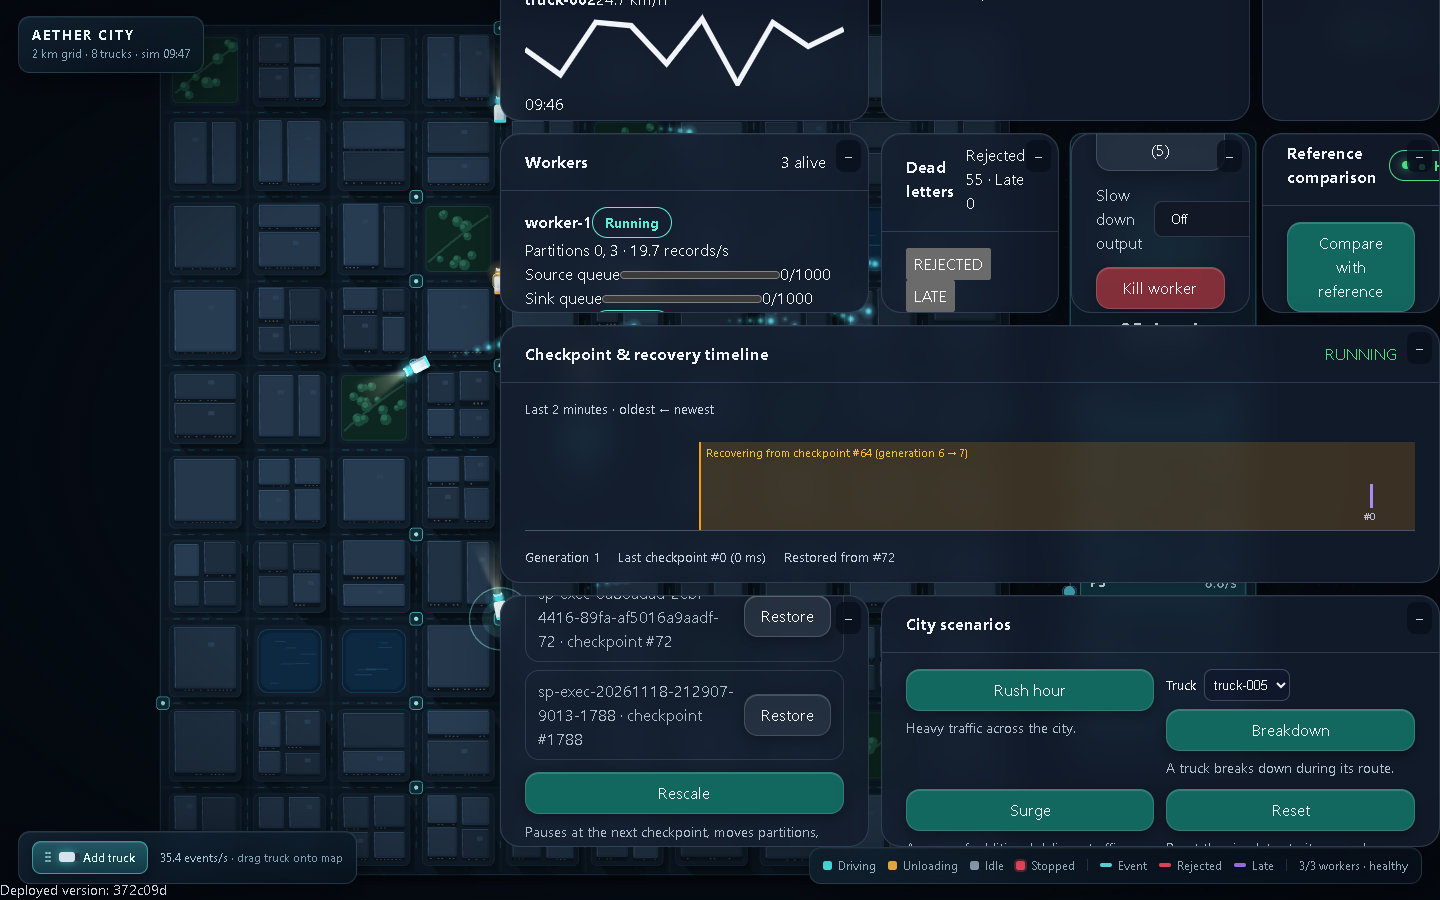 AETHER CITY
2 km grid · 8 trucks · sim 09:47
truck-002 24.7 km/h
09:46
Workers
3 alive
–
worker-1 Running
Partitions 0, 3 · 19.7 records/s
Source queue 0/1000
Sink queue 0/1000
Dead letters
Rejected 55 · Late 0
–
REJECTED
LATE
(5)
–
Slow down output
Off
Kill worker
Reference comparison
–
Compare with reference
Checkpoint & recovery timeline
RUNNING
–
Last 2 minutes · oldest ← newest
Recovering from checkpoint #64 (generation 6 → 7)
#0
Generation 1 Last checkpoint #0 (0 ms) Restored from #72
4416-89fa-af5016a9aadf-
72 · checkpoint #72
Restore
–
sp-exec-20261118-212907-
9013-1788 · checkpoint
#1788
Restore
Rescale
Pauses at the next checkpoint, moves partitions,
City scenarios
–
Rush hour
Heavy traffic across the city.
Truck truck-005
Breakdown
A truck breaks down during its route.
Surge
Reset
Add truck
35.4 events/s · drag truck onto map
Driving Unloading Idle Stopped Event Rejected Late 3/3 workers · healthy
Deployed version: 372c09d